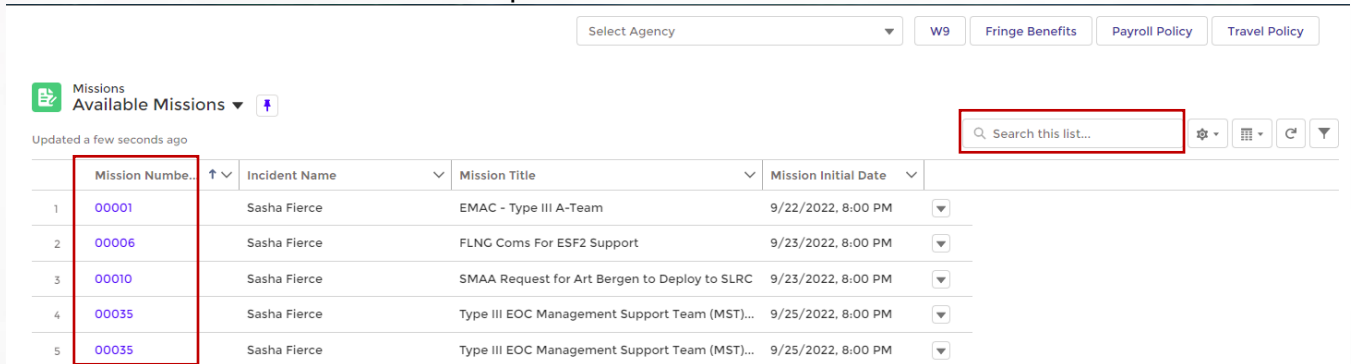 Select Agency W9 Fringe Benefits Payroll Policy Travel Policy
Missions
Available Missions
Search this list...
Updated a few seconds ago
Mission Numbe... Incident Name Mission Title Mission Initial Date
1 00001 Sasha Fierce EMAC - Type III A-Team 9/22/2022, 8:00 PM
2 00006 Sasha Fierce FLNG Coms For ESF2 Support 9/23/2022, 8:00 PM
3 00010 Sasha Fierce SMAA Request for Art Bergen to Deploy to SLRC 9/23/2022, 8:00 PM
4 00035 Sasha Fierce Type III EOC Management Support Team (MST)... 9/25/2022, 8:00 PM
5 00035 Sasha Fierce Type III EOC Management Support Team (MST)... 9/25/2022, 8:00 PM